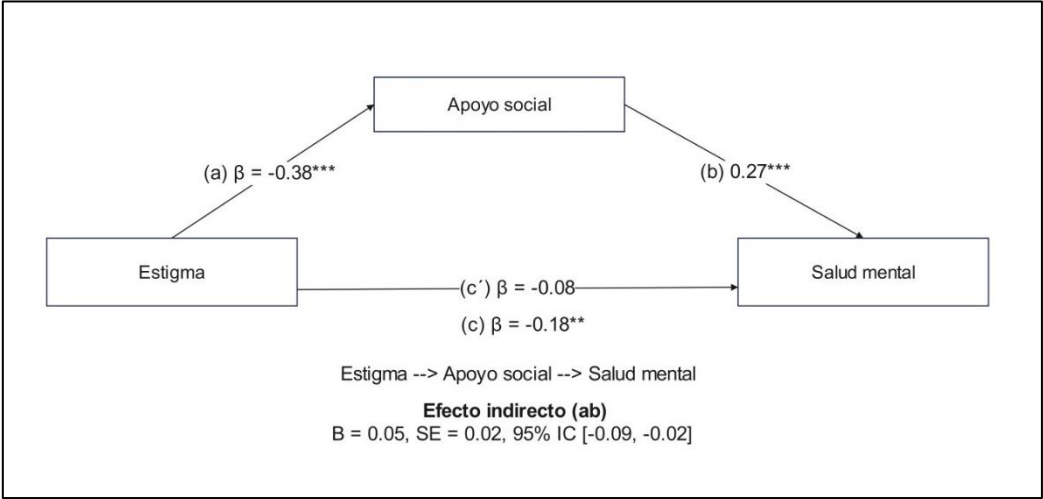 Apoyo social
(a) β = -0.38***
(b) 0.27***
Estigma
Salud mental
(c´) β = -0.08
(c) β = -0.18**
Estigma --> Apoyo social --> Salud mental
Efecto indirecto (ab)
B = 0.05, SE = 0.02, 95% IC [-0.09, -0.02]